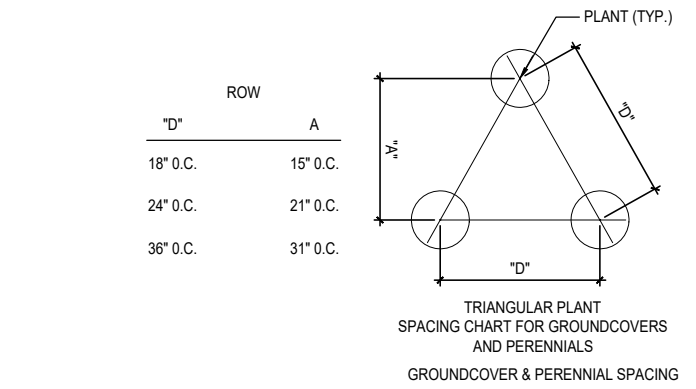 PLANT (TYP.)
ROW
"D" A
18" O.C. 15" O.C.
24" O.C. 21" O.C.
36" O.C. 31" O.C.
"A"
"D"
"D"
TRIANGULAR PLANT
SPACING CHART FOR GROUNDCOVERS
AND PERENNIALS
GROUNDCOVER & PERENNIAL SPACING